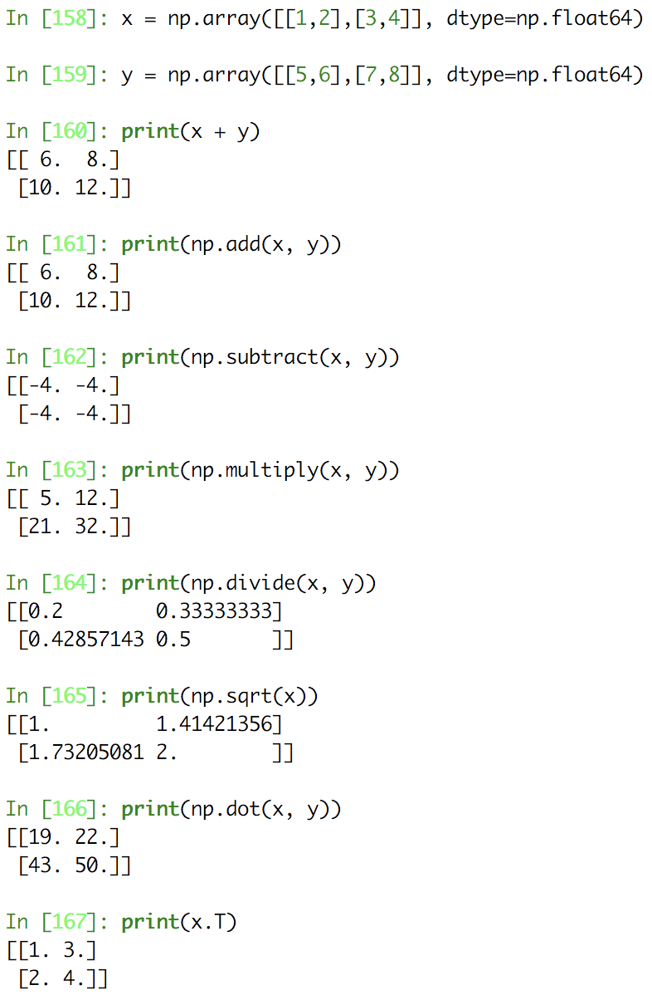 In [158]: x = np.array([[1,2],[3,4]], dtype=np.float64)
In [159]: y = np.array([[5,6],[7,8]], dtype=np.float64)
In [160]: print(x + y)
[[ 6.  8.]
 [10. 12.]]
In [161]: print(np.add(x, y))
[[ 6.  8.]
 [10. 12.]]
In [162]: print(np.subtract(x, y))
[[-4. -4.]
 [-4. -4.]]
In [163]: print(np.multiply(x, y))
[[ 5. 12.]
 [21. 32.]]
In [164]: print(np.divide(x, y))
[[0.2        0.33333333]
 [0.42857143 0.5       ]]
In [165]: print(np.sqrt(x))
[[1.         1.41421356]
 [1.73205081 2.        ]]
In [166]: print(np.dot(x, y))
[[19. 22.]
 [43. 50.]]
In [167]: print(x.T)
[[1. 3.]
 [2. 4.]]